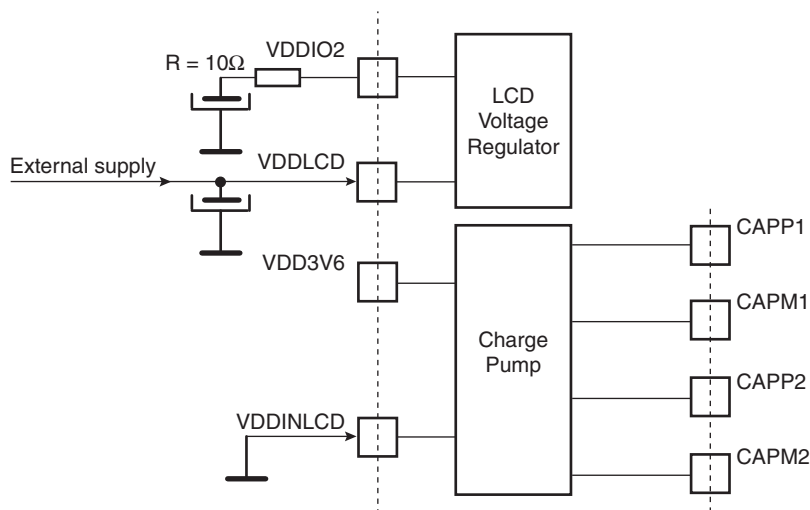 VDDIO2
R = 10Ω
LCD
Voltage
Regulator
External supply
VDDLCD
CAPP1
VDD3V6
CAPM1
Charge
Pump
CAPP2
VDDINLCD
CAPM2